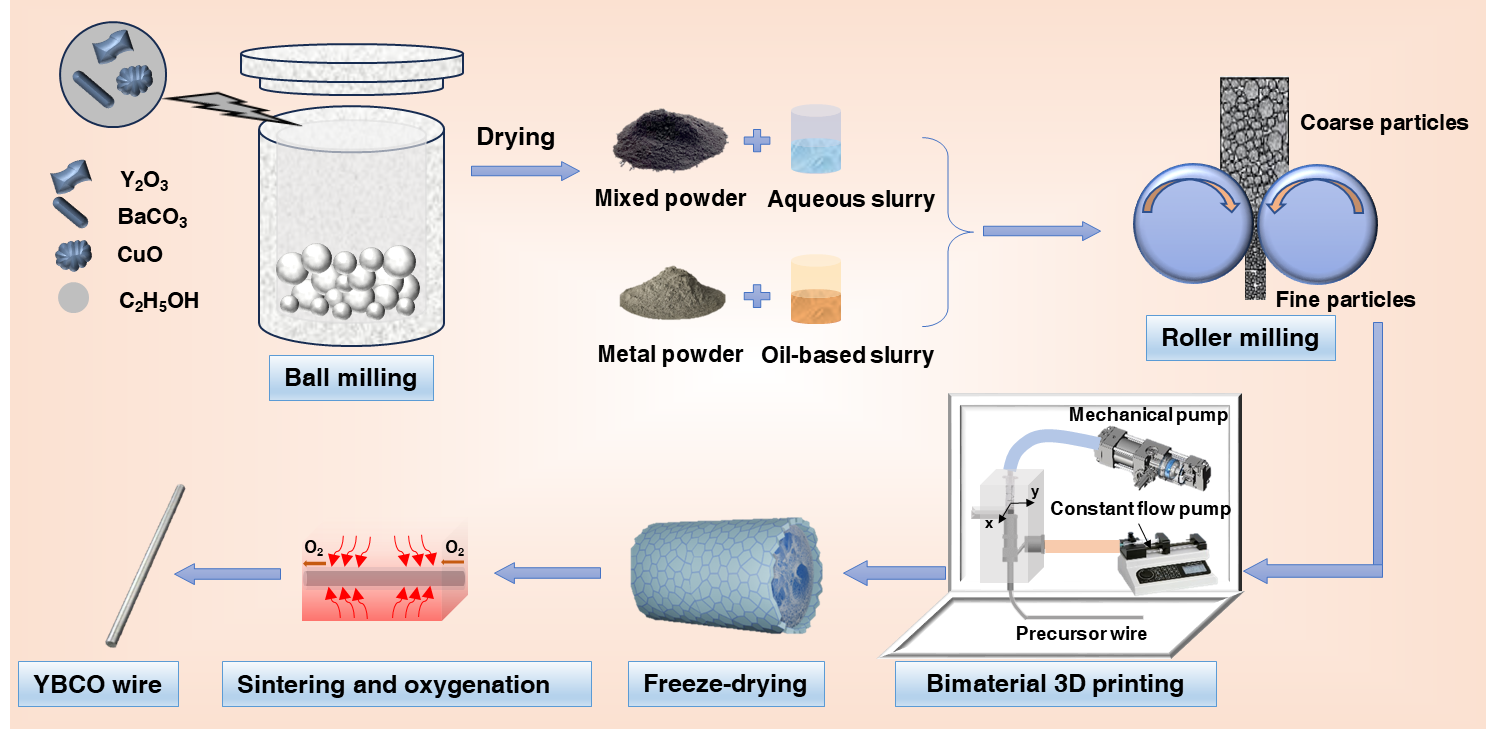 Y₂O₃
BaCO₃
CuO
C₂H₅OH
Ball milling
Drying
Mixed powder
Aqueous slurry
Metal powder
Oil-based slurry
Coarse particles
Fine particles
Roller milling
Mechanical pump
y
x
Constant flow pump
Precursor wire
Bimaterial 3D printing
Freeze-drying
O₂
O₂
Sintering and oxygenation
YBCO wire